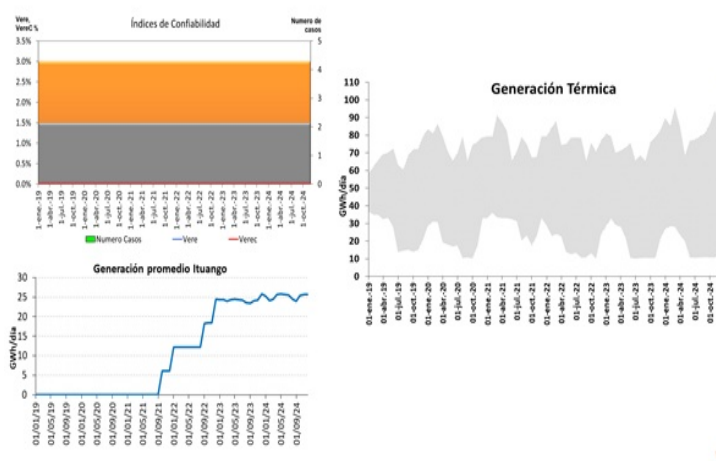 Vere,
VereC %
Índices de Confiabilidad
Numero de
casos
3.5%
3.0%
2.5%
2.0%
1.5%
1.0%
0.5%
0.0%
5
4
3
2
1
0
1-ene.-19
1-abr.-19
1-jul.-19
1-oct.-19
1-ene.-20
1-abr.-20
1-jul.-20
1-oct.-20
1-ene.-21
1-abr.-21
1-jul.-21
1-oct.-21
1-ene.-22
1-abr.-22
1-jul.-22
1-oct.-22
1-ene.-23
1-abr.-23
1-jul.-23
1-oct.-23
1-ene.-24
1-abr.-24
1-jul.-24
1-oct.-24
Numero Casos Vere Verec
Generación promedio Ituango
GWh/día
30
25
20
15
10
5
0
01/01/19
01/05/19
01/09/19
01/01/20
01/05/20
01/09/20
01/01/21
01/05/21
01/09/21
01/01/22
01/05/22
01/09/22
01/01/23
01/05/23
01/09/23
01/01/24
01/05/24
01/09/24
Generación Térmica
GWh/día
110
100
90
80
70
60
50
40
30
20
10
0
01-ene.-19
01-abr.-19
01-jul.-19
01-oct.-19
01-ene.-20
01-abr.-20
01-jul.-20
01-oct.-20
01-ene.-21
01-abr.-21
01-jul.-21
01-oct.-21
01-ene.-22
01-abr.-22
01-jul.-22
01-oct.-22
01-ene.-23
01-abr.-23
01-jul.-23
01-oct.-23
01-ene.-24
01-abr.-24
01-jul.-24
01-oct.-24